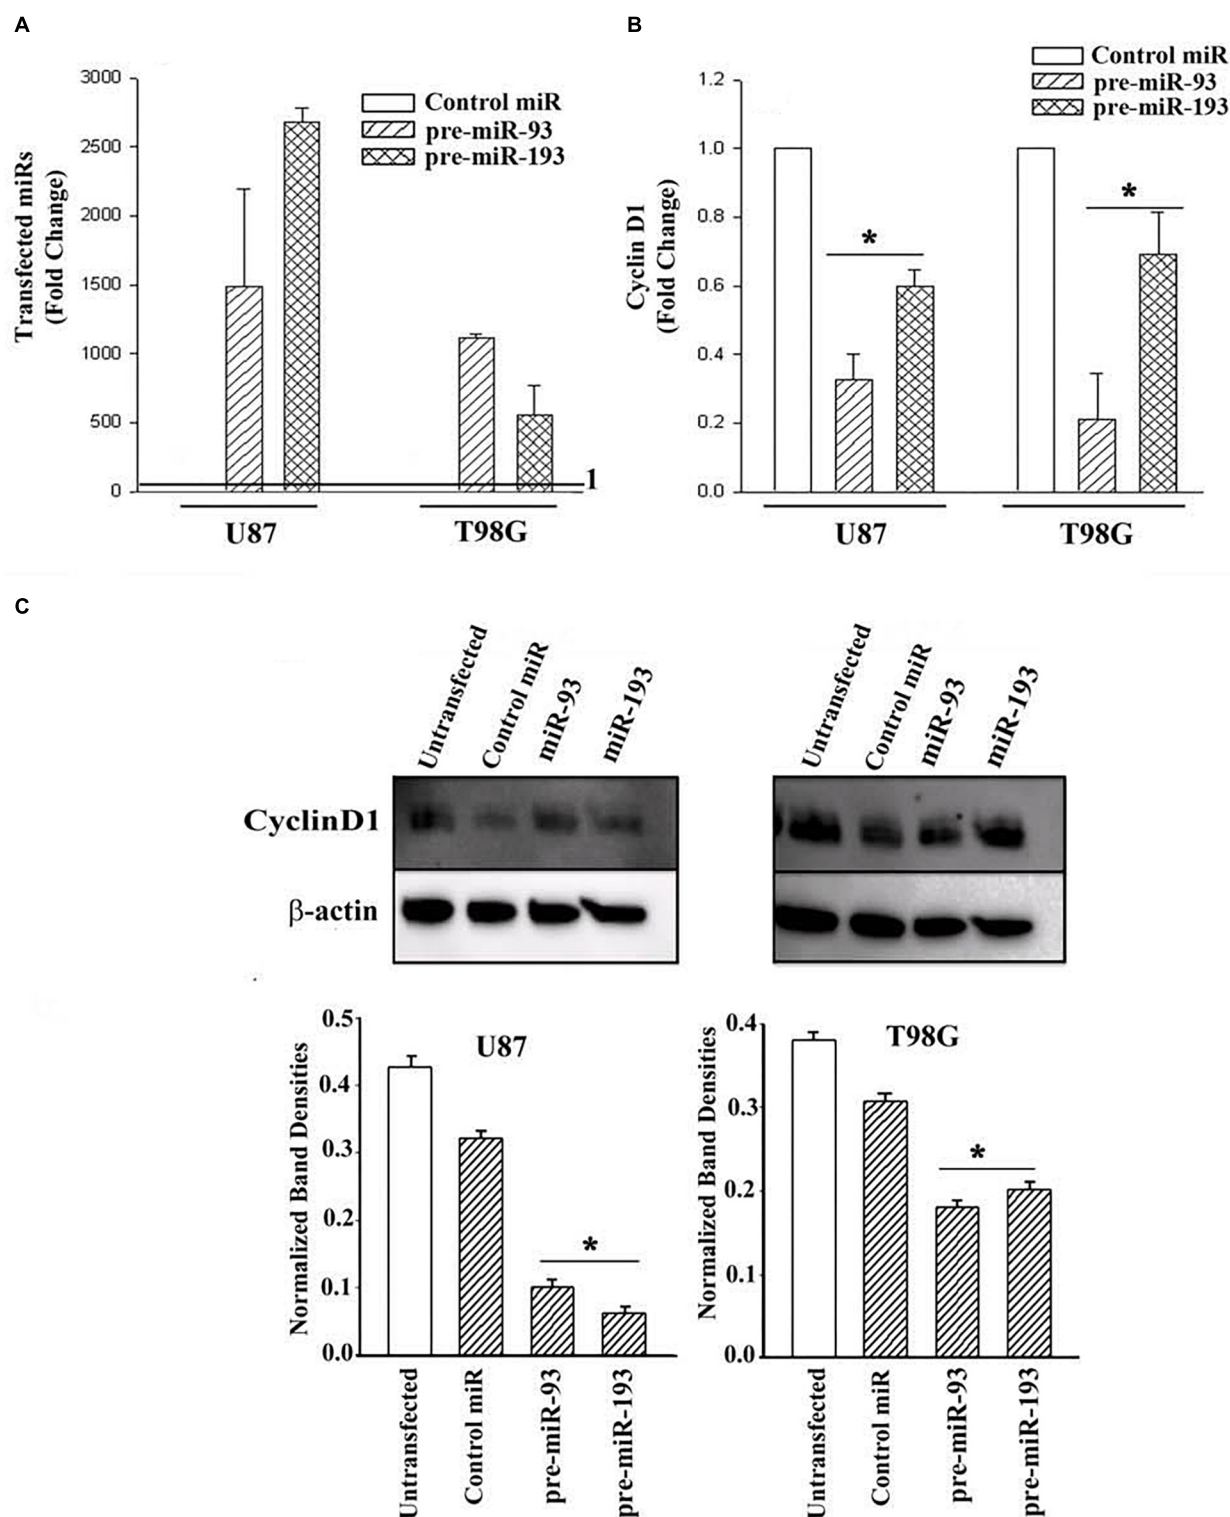 A
Transfected miRs
(Fold Change)
3000
2500
2000
1500
1000
500
0
Control miR
pre-miR-93
pre-miR-193
1
U87
T98G
B
Cyclin D1
(Fold Change)
1.2
1.0
0.8
0.6
0.4
0.2
0.0
Control miR
pre-miR-93
pre-miR-193
*
*
U87
T98G
C
Untransfected
Control miR
miR-93
miR-193
Untransfected
Control miR
miR-93
miR-193
CyclinD1
β-actin
Normalized Band Densities
0.5
0.4
0.3
0.2
0.1
0.0
U87
*
Untransfected
Control miR
pre-miR-93
pre-miR-193
Normalized Band Densities
0.4
0.3
0.2
0.1
0.0
T98G
*
Untransfected
Control miR
pre-miR-93
pre-miR-193